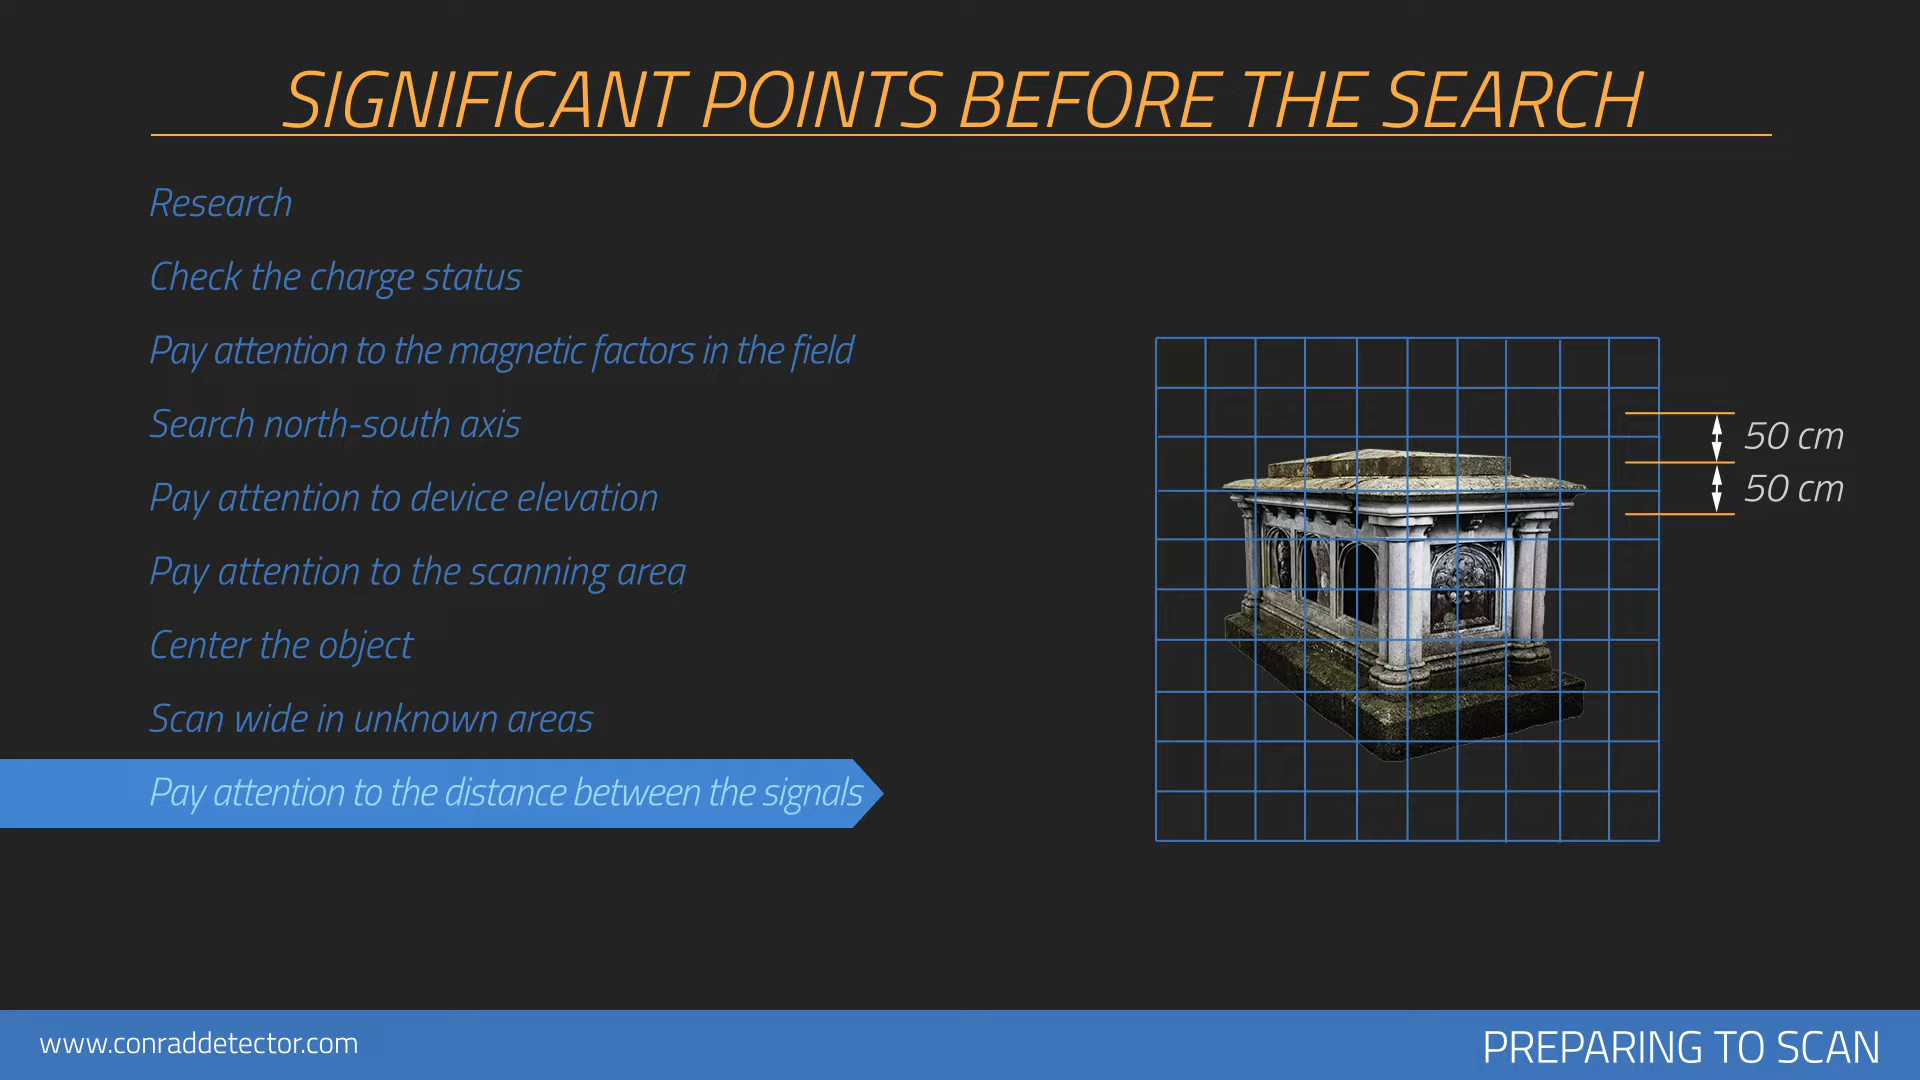 SIGNIFICANT POINTS BEFORE THE SEARCH
Research
Check the charge status
Pay attention to the magnetic factors in the field
Search north-south axis
Pay attention to device elevation
Pay attention to the scanning area
Center the object
Scan wide in unknown areas
Pay attention to the distance between the signals
50 cm
50 cm
www.conraddetector.com
PREPARING TO SCAN